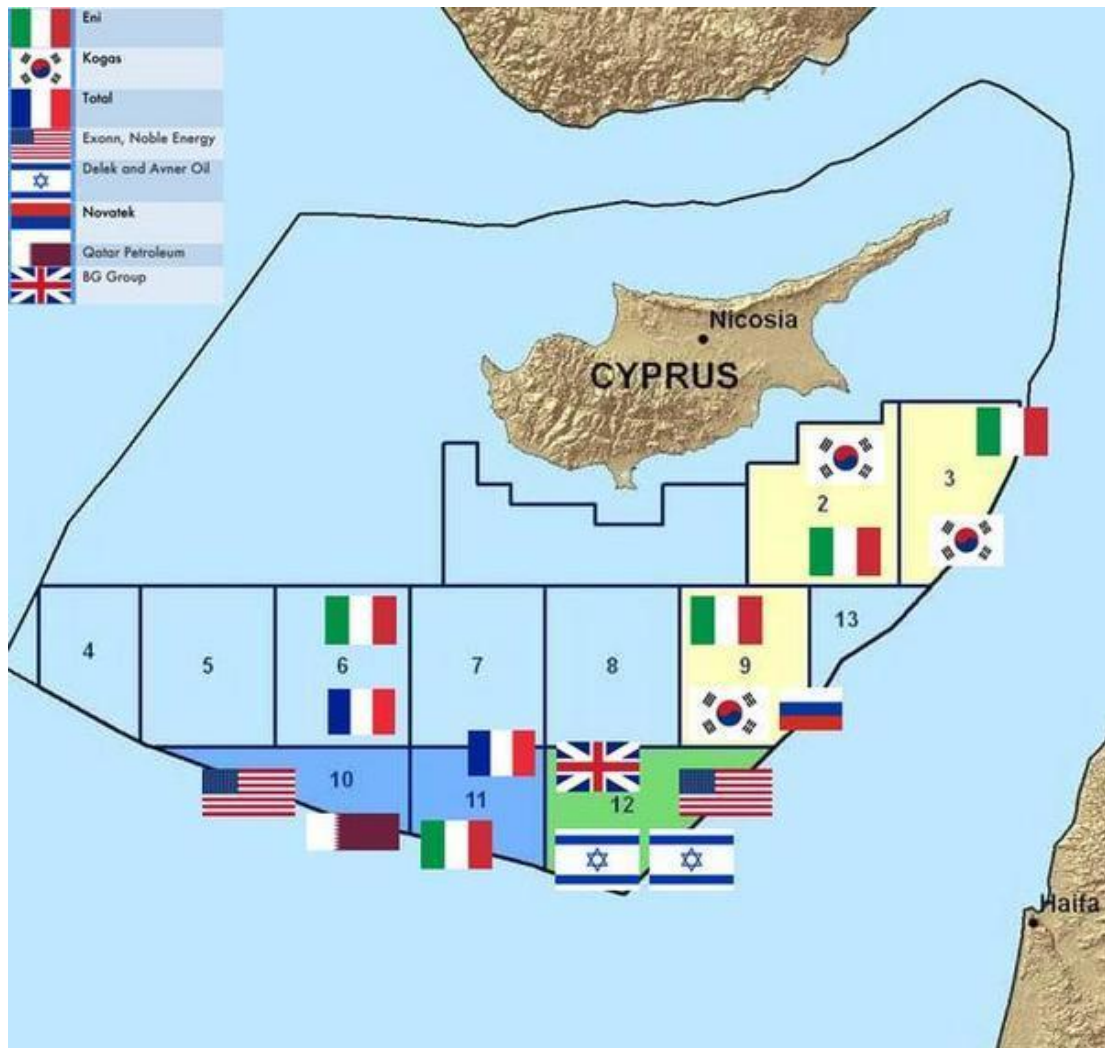 Eni
Kogas
Total
Exonn, Noble Energy
Delek and Avner Oil
Novatek
Qatar Petroleum
BG Group
Nicosia
CYPRUS
3
2
13
4
5
6
7
8
9
10
11
12
Haifa